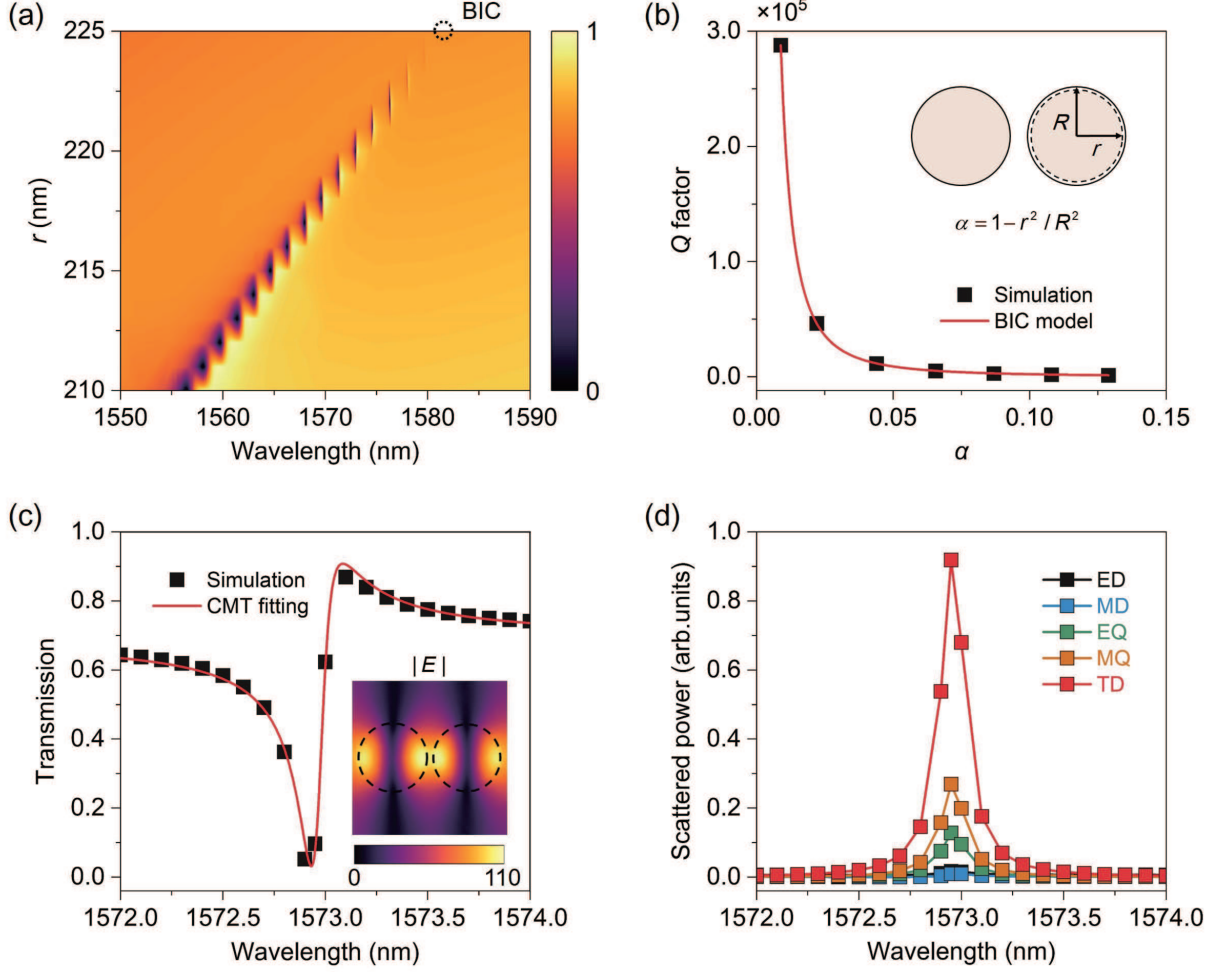 (a)
BIC
225
220
215
210
r (nm)
1550
1560
1570
1580
1590
Wavelength (nm)
1
0
(b)
×10⁵
3.0
2.0
1.0
0.0
Q factor
R
r
α = 1 – r² / R²
Simulation
BIC model
0.00
0.05
0.10
0.15
α
(c)
1.0
0.8
0.6
0.4
0.2
0.0
Transmission
Simulation
CMT fitting
| E |
0
110
1572.0
1572.5
1573.0
1573.5
1574.0
Wavelength (nm)
(d)
1.0
0.8
0.6
0.4
0.2
0.0
Scattered power (arb.units)
ED
MD
EQ
MQ
TD
1572.0
1572.5
1573.0
1573.5
1574.0
Wavelength (nm)